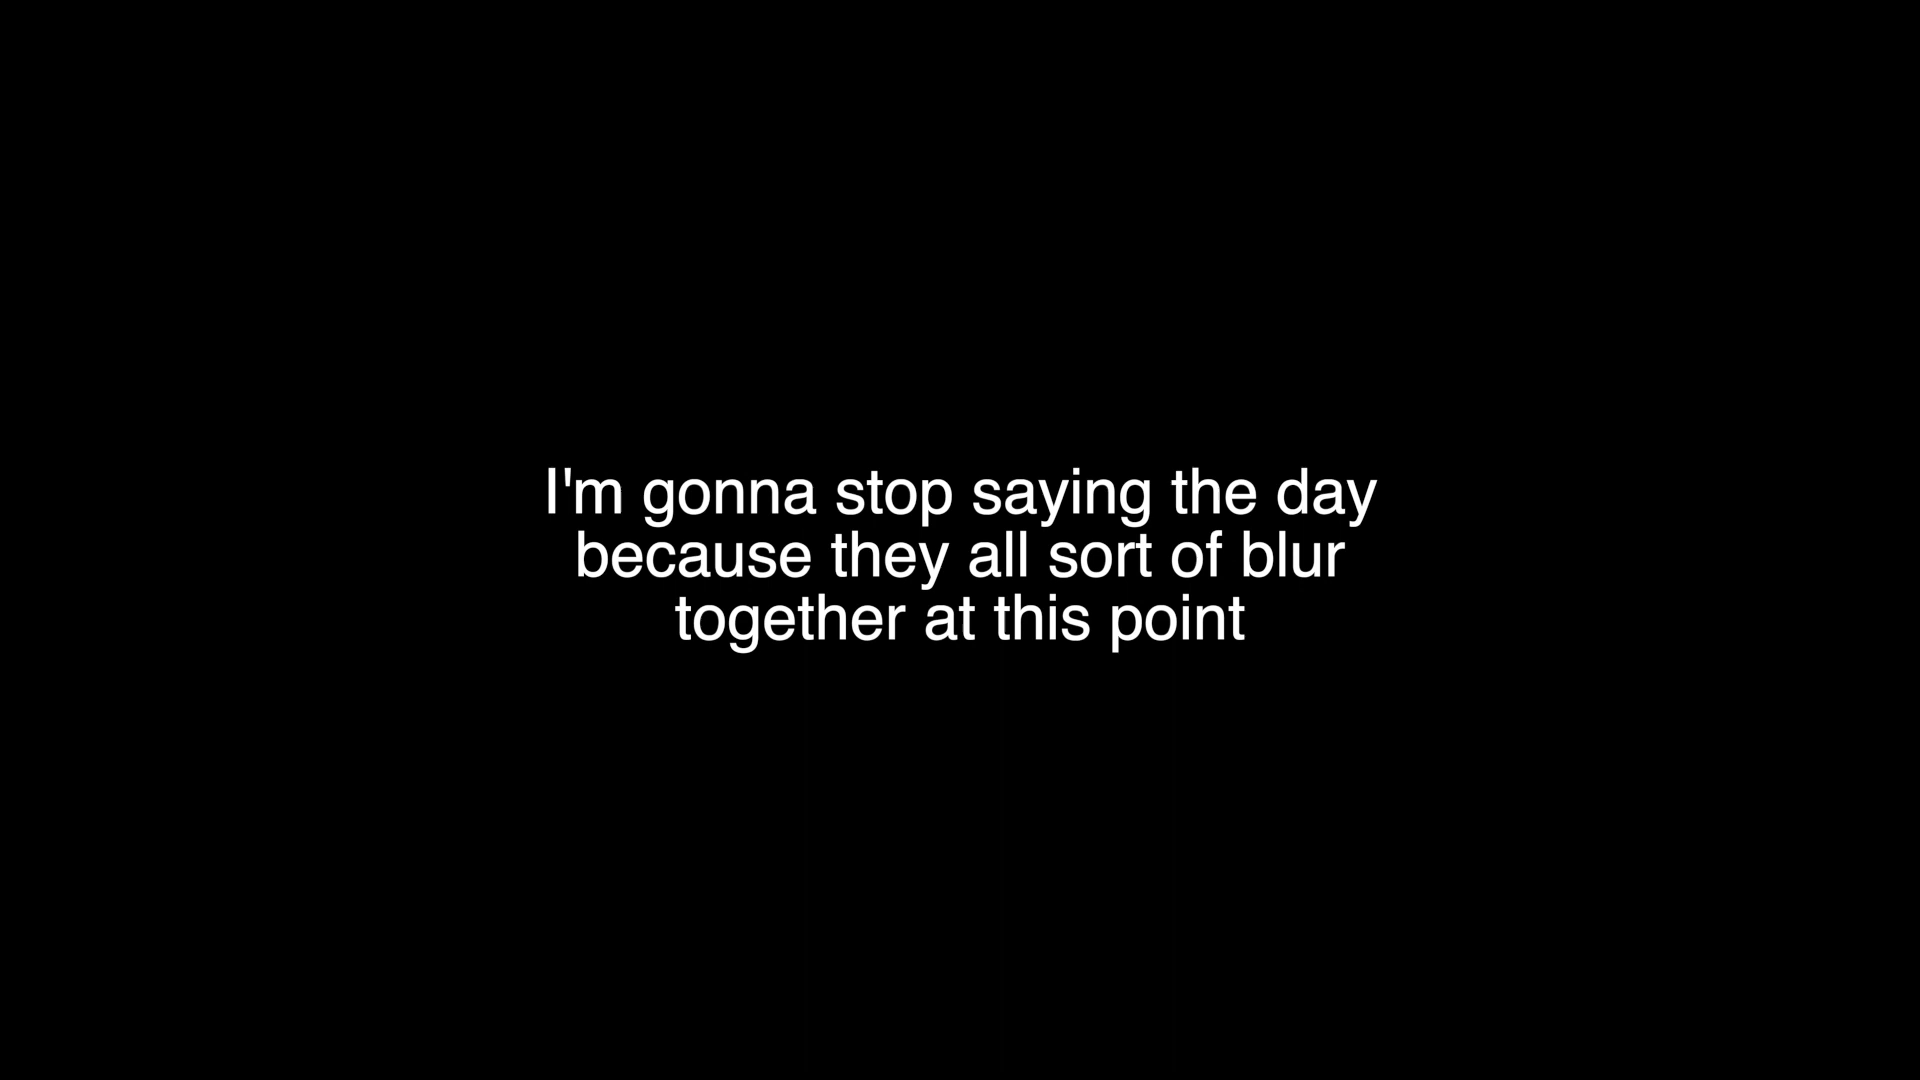 I'm gonna stop saying the day
because they all sort of blur
together at this point